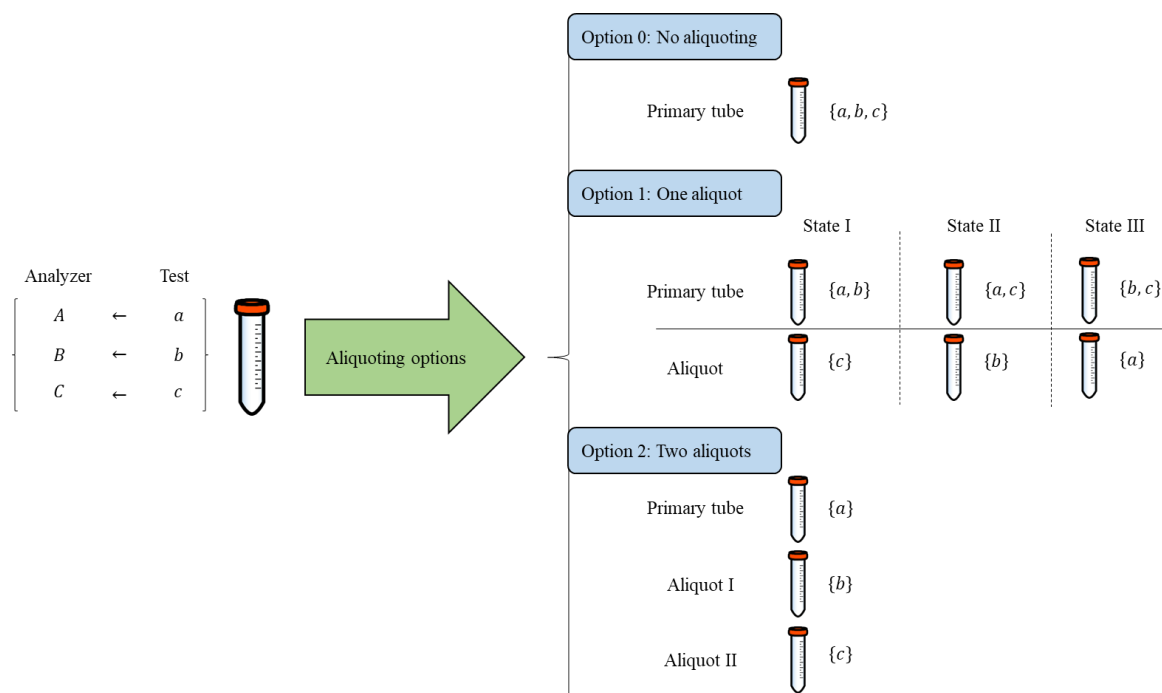 Option 0: No aliquoting
Primary tube {a, b, c}
Option 1: One aliquot
State I State II State III
Primary tube {a, b} {a, c} {b, c}
Aliquot {c} {b} {a}
Analyzer Test
A ← a
B ← b
C ← c
Aliquoting options
Option 2: Two aliquots
Primary tube {a}
Aliquot I {b}
Aliquot II {c}